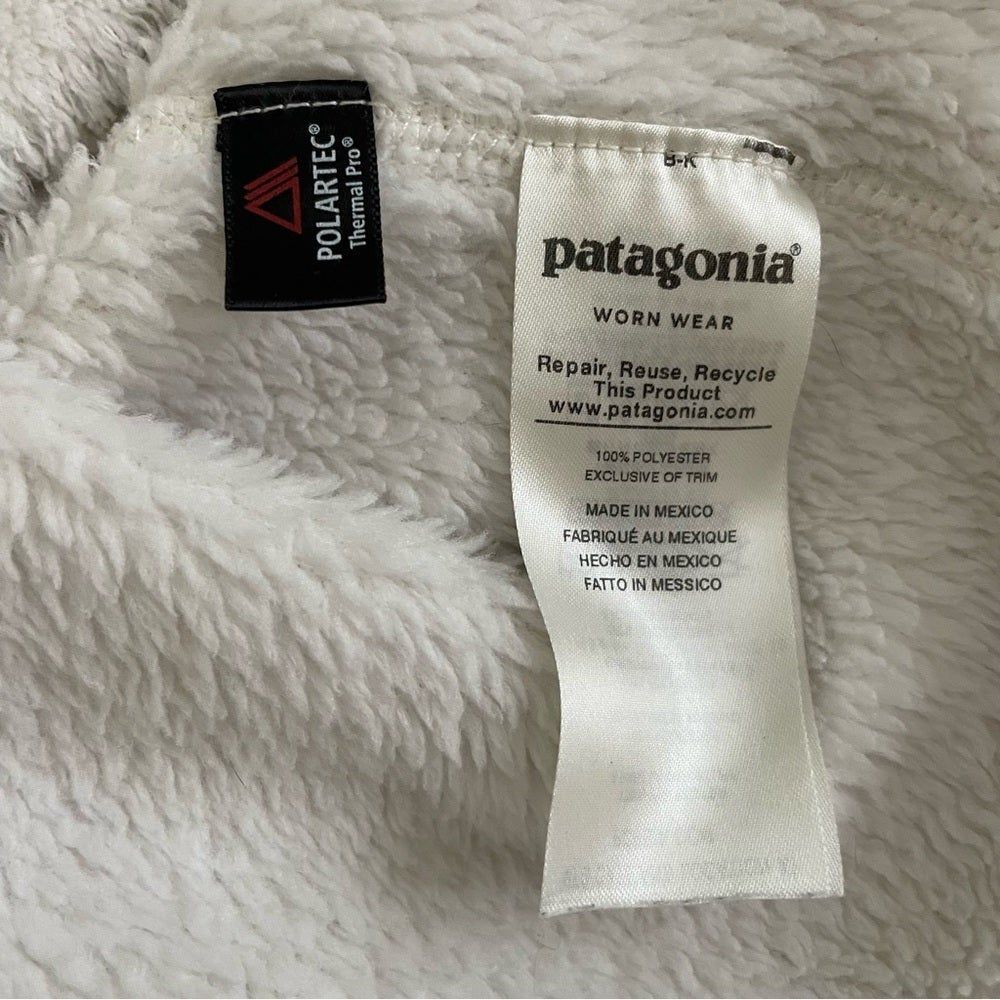 POLARTEC®
Thermal Pro®
B-K
patagonia®
WORN WEAR
Repair, Reuse, Recycle
This Product
www.patagonia.com
100% POLYESTER
EXCLUSIVE OF TRIM
MADE IN MEXICO
FABRIQUÉ AU MEXIQUE
HECHO EN MEXICO
FATTO IN MESSICO